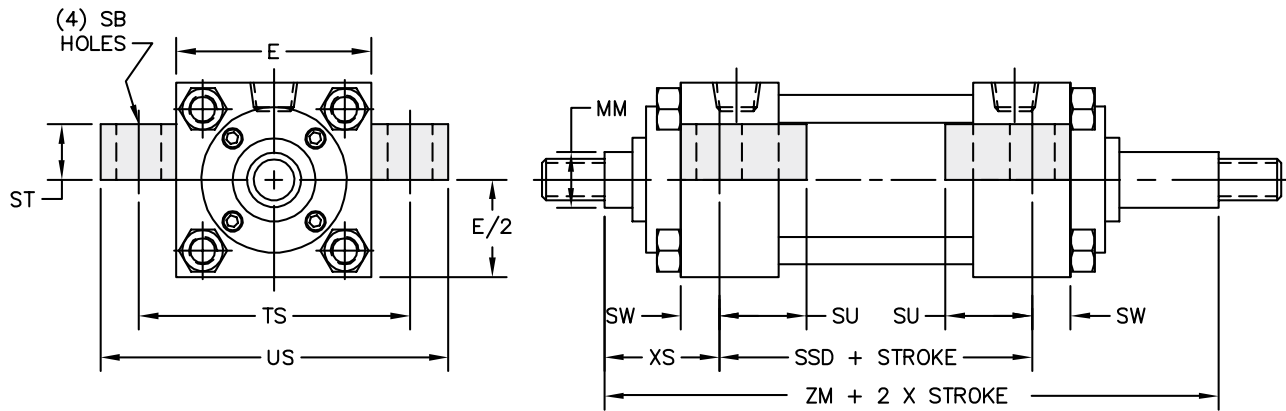 (4) SB
HOLES
E
ST
E/2
TS
US
MM
SW
SU
SU
SW
XS
SSD + STROKE
ZM + 2 X STROKE